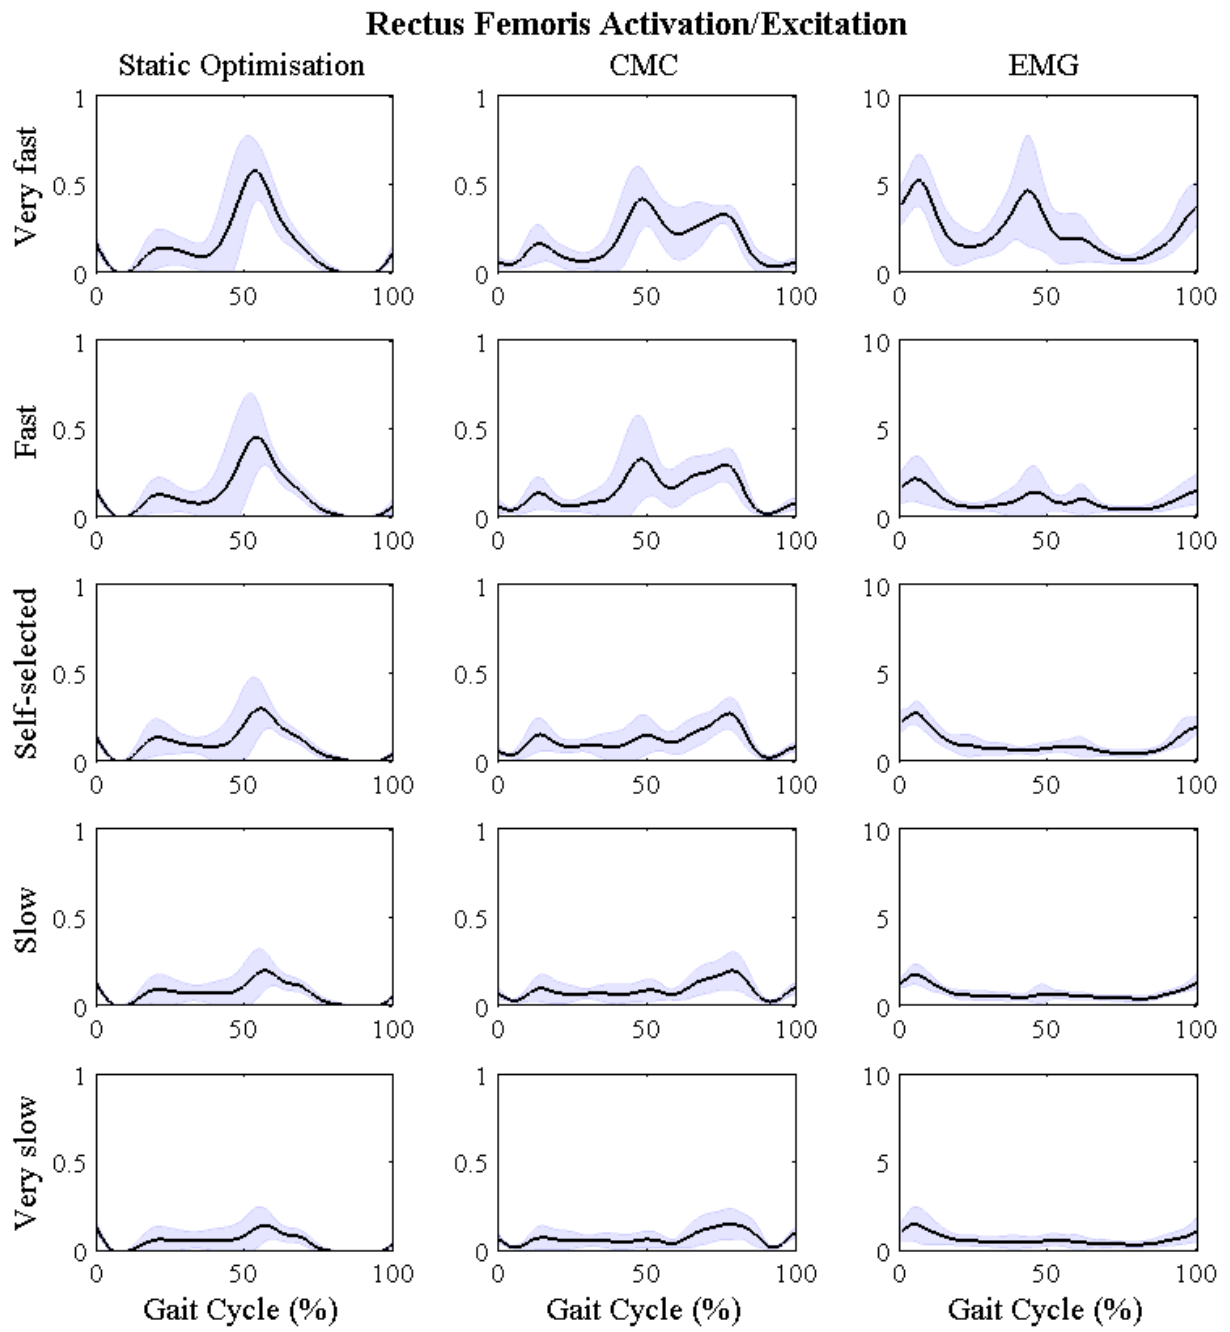 Rectus Femoris Activation/Excitation
Static Optimisation CMC EMG
Very fast
1 1 10
0.5 0.5 5
0 0 0
0 50 100 0 50 100 0 50 100
Fast
1 1 10
0.5 0.5 5
0 0 0
0 50 100 0 50 100 0 50 100
Self-selected
1 1 10
0.5 0.5 5
0 0 0
0 50 100 0 50 100 0 50 100
Slow
1 1 10
0.5 0.5 5
0 0 0
0 50 100 0 50 100 0 50 100
Very slow
1 1 10
0.5 0.5 5
0 0 0
0 50 100 0 50 100 0 50 100
Gait Cycle (%) Gait Cycle (%) Gait Cycle (%)